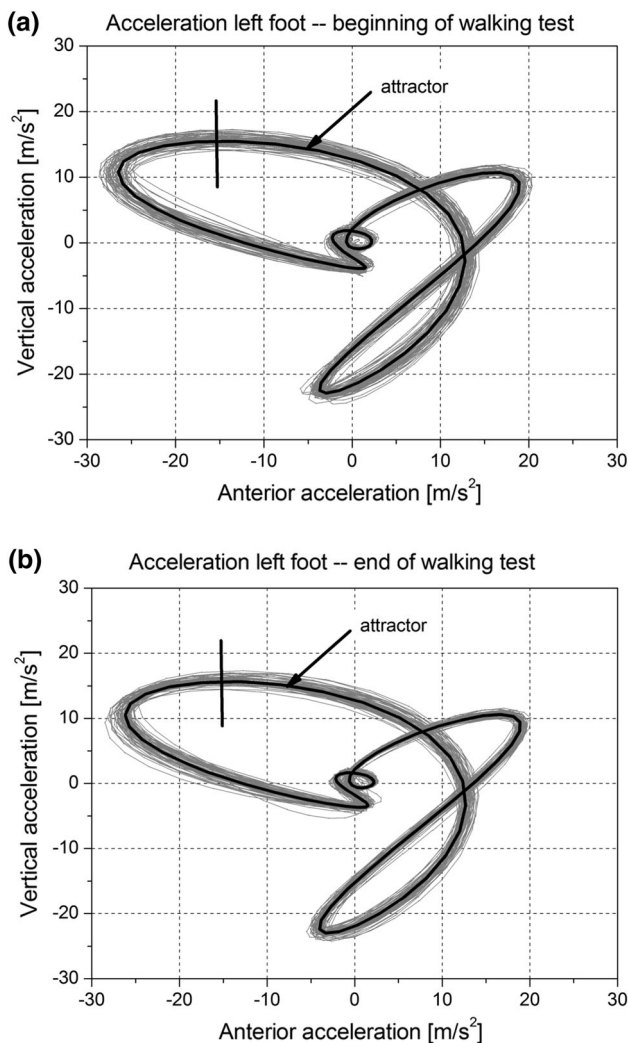 (a)
Acceleration left foot -- beginning of walking test
attractor
30
20
10
0
-10
-20
-30
Vertical acceleration [m/s²]
-30 -20 -10 0 10 20 30
Anterior acceleration [m/s²]
(b)
Acceleration left foot -- end of walking test
attractor
30
20
10
0
-10
-20
-30
Vertical acceleration [m/s²]
-30 -20 -10 0 10 20 30
Anterior acceleration [m/s²]